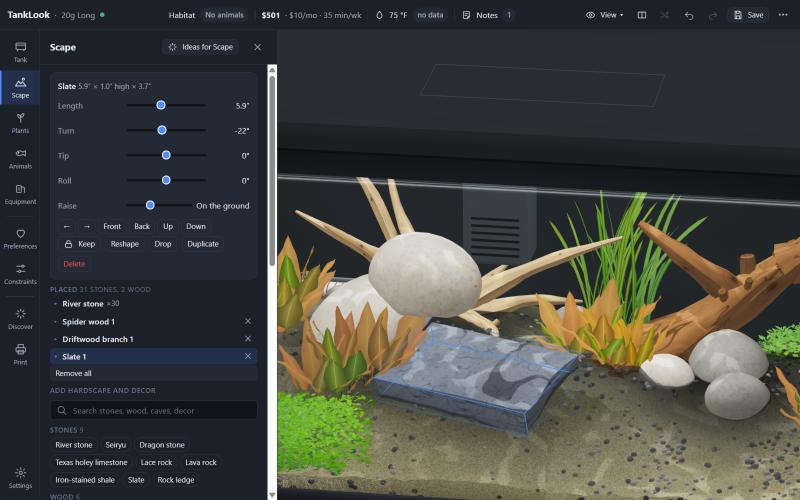 TankLook · 20g Long
Habitat No animals $501 · $10/mo · 35 min/wk 75 °F no data Notes 1
View Save
Tank
Scape
Plants
Animals
Equipment
Preferences
Constraints
Discover
Print
Settings
Scape Ideas for Scape
Slate 5.9" × 1.0" high × 3.7"
Length 5.9"
Turn -22°
Tip 0°
Roll 0°
Raise On the ground
← → Front Back Up Down
Keep Reshape Drop Duplicate
Delete
PLACED 31 STONES, 2 WOOD
River stone ×30
Spider wood 1
Driftwood branch 1
Slate 1
Remove all
ADD HARDSCAPE AND DECOR
Search stones, wood, caves, decor
STONES 9
River stone Seiryu Dragon stone
Texas holey limestone Lace rock Lava rock
Iron-stained shale Slate Rock ledge
WOOD 6